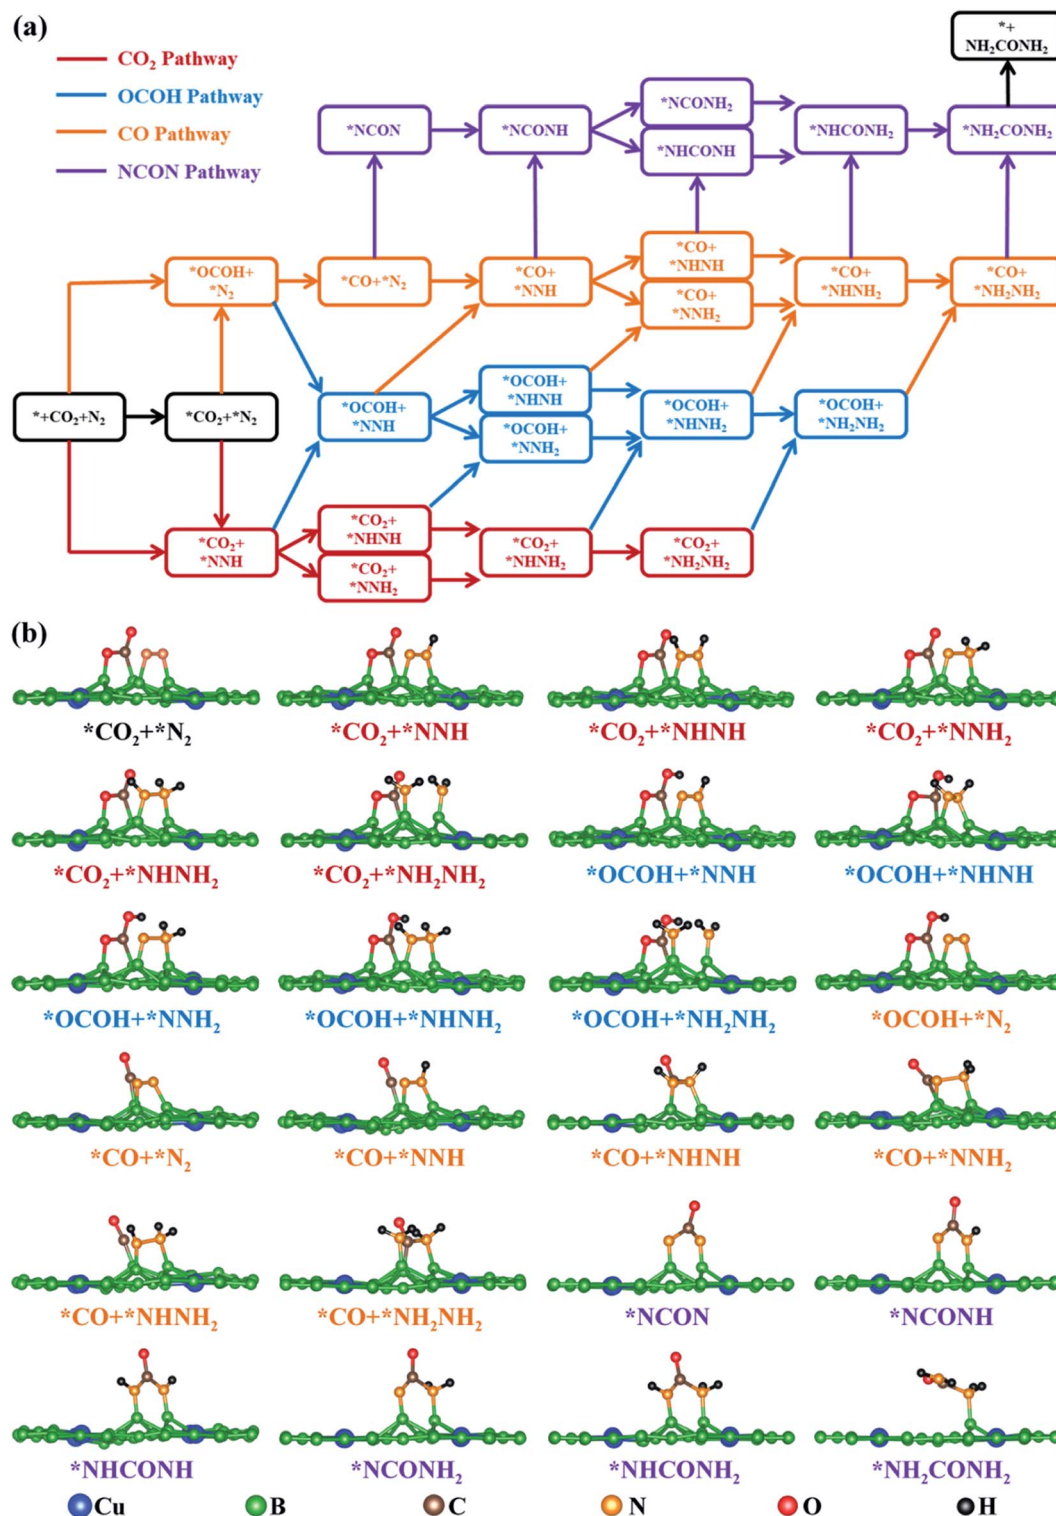 (a)
CO₂ Pathway
OCOH Pathway
CO Pathway
NCON Pathway
*+
NH₂CONH₂
*NCON
*NCONH
*NCONH₂
*NHCONH
*NHCONH₂
*NH₂CONH₂
*OCOH+
*N₂
*CO+*N₂
*CO+
*NNH
*CO+
*NHNH
*CO+
*NNH₂
*CO+
*NHNH₂
*CO+
*NH₂NH₂
*+CO₂+N₂
*CO₂+*N₂
*OCOH+
*NNH
*OCOH+
*NHNH
*OCOH+
*NNH₂
*OCOH+
*NHNH₂
*OCOH+
*NH₂NH₂
*CO₂+
*NNH
*CO₂+
*NHNH
*CO₂+
*NNH₂
*CO₂+
*NHNH₂
*CO₂+
*NH₂NH₂
(b)
*CO₂+*N₂
*CO₂+*NNH
*CO₂+*NHNH
*CO₂+*NNH₂
*CO₂+*NHNH₂
*CO₂+*NH₂NH₂
*OCOH+*NNH
*OCOH+*NHNH
*OCOH+*NNH₂
*OCOH+*NHNH₂
*OCOH+*NH₂NH₂
*OCOH+*N₂
*CO+*N₂
*CO+*NNH
*CO+*NHNH
*CO+*NNH₂
*CO+*NHNH₂
*CO+*NH₂NH₂
*NCON
*NCONH
*NHCONH
*NCONH₂
*NHCONH₂
*NH₂CONH₂
Cu
B
C
N
O
H